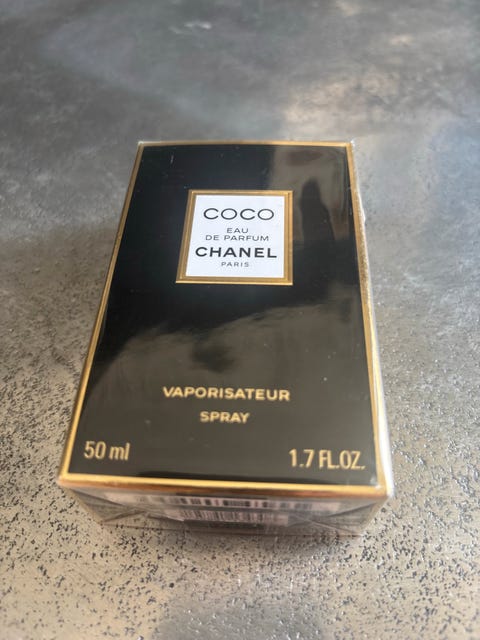 COCO
EAU
DE PARFUM
CHANEL
PARIS
VAPORISATEUR
SPRAY
50 ml
1.7 FL.OZ.